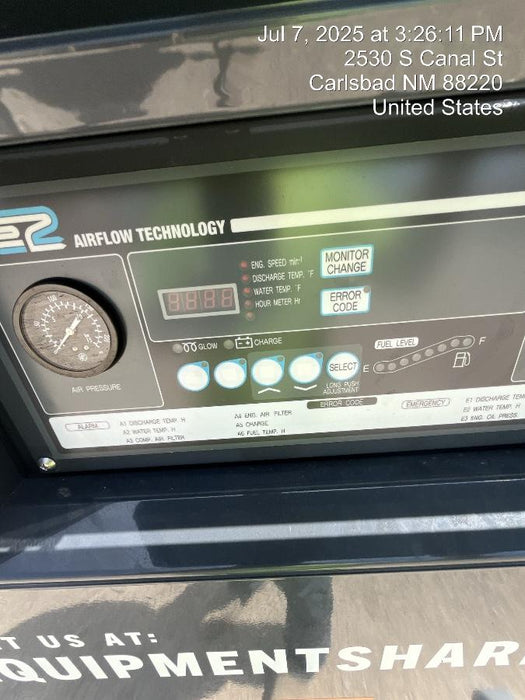 Jul 7, 2025 at 3:26:11 PM
2530 S Canal St
Carlsbad NM 88220
United States
AIRFLOW TECHNOLOGY
ENG. SPEED min-1
DISCHARGE TEMP. °F
WATER TEMP. °F
HOUR METER Hr
MONITOR
CHANGE
ERROR
CODE
GLOW
CHARGE
FUEL LEVEL
E
F
SELECT
LONG PUSH
ADJUSTMENT
AIR PRESSURE
ERROR CODE
ALARM
A1 DISCHARGE TEMP. H
A2 WATER TEMP. H
A3 COMP. AIR FILTER
A4 ENG. AIR FILTER
A5 CHARGE
A6 FUEL TEMP. H
EMERGENCY
E1 DISCHARGE TEM
E2 WATER TEMP. H
E3 ENG. OIL PRESS.
T US AT:
QUIPMENTSHAR